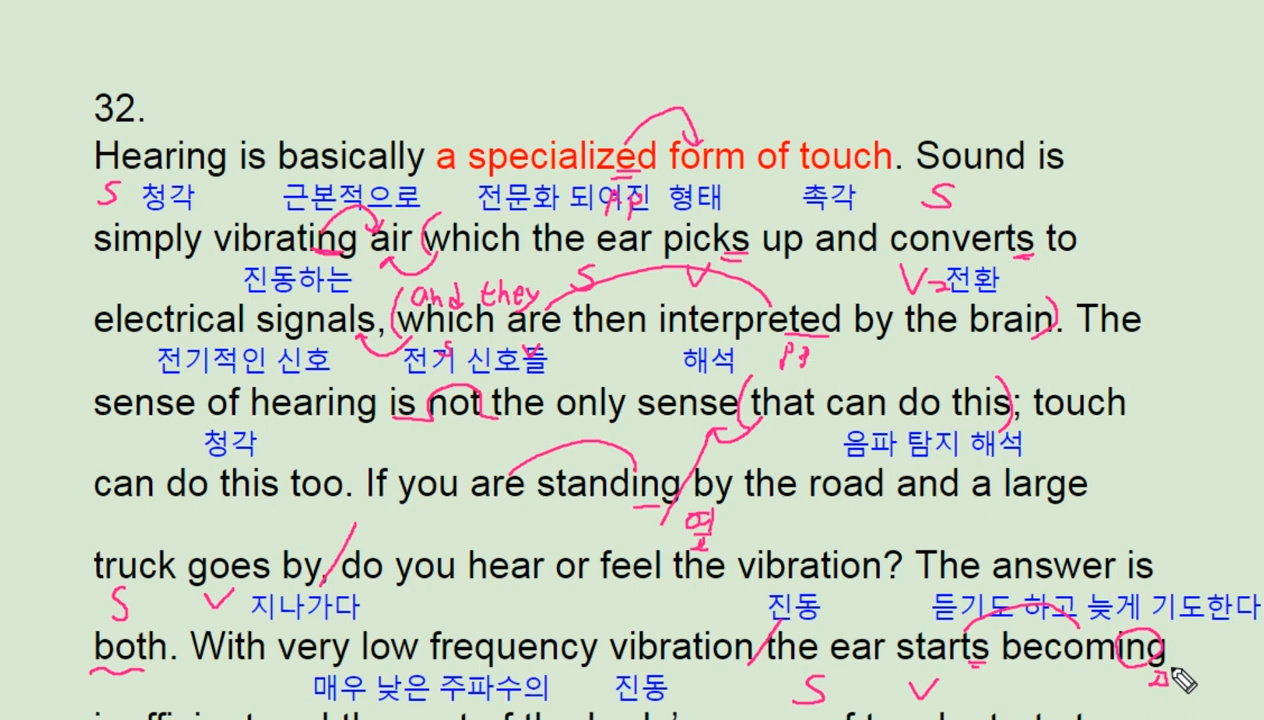 32.
Hearing is basically a specialized form of touch. Sound is
S 청각 근본적으로 전문화 되어진 형태 촉각 S
pp
simply vibrating air (which the ear picks up and converts to
진동하는 S V V2 전환
and they
electrical signals, (which are then interpreted by the brain). The
전기적인 신호 전기 신호들 해석
S V
sense of hearing is not the only sense (that can do this); touch
청각 음파 탐지 해석
can do this too. If you are standing by the road and a large
옆
truck goes by, do you hear or feel the vibration? The answer is
S V 지나가다 진동 듣기도 하고 늦게 기도한다
both. With very low frequency vibration the ear starts becoming
매우 낮은 주파수의 진동 S V